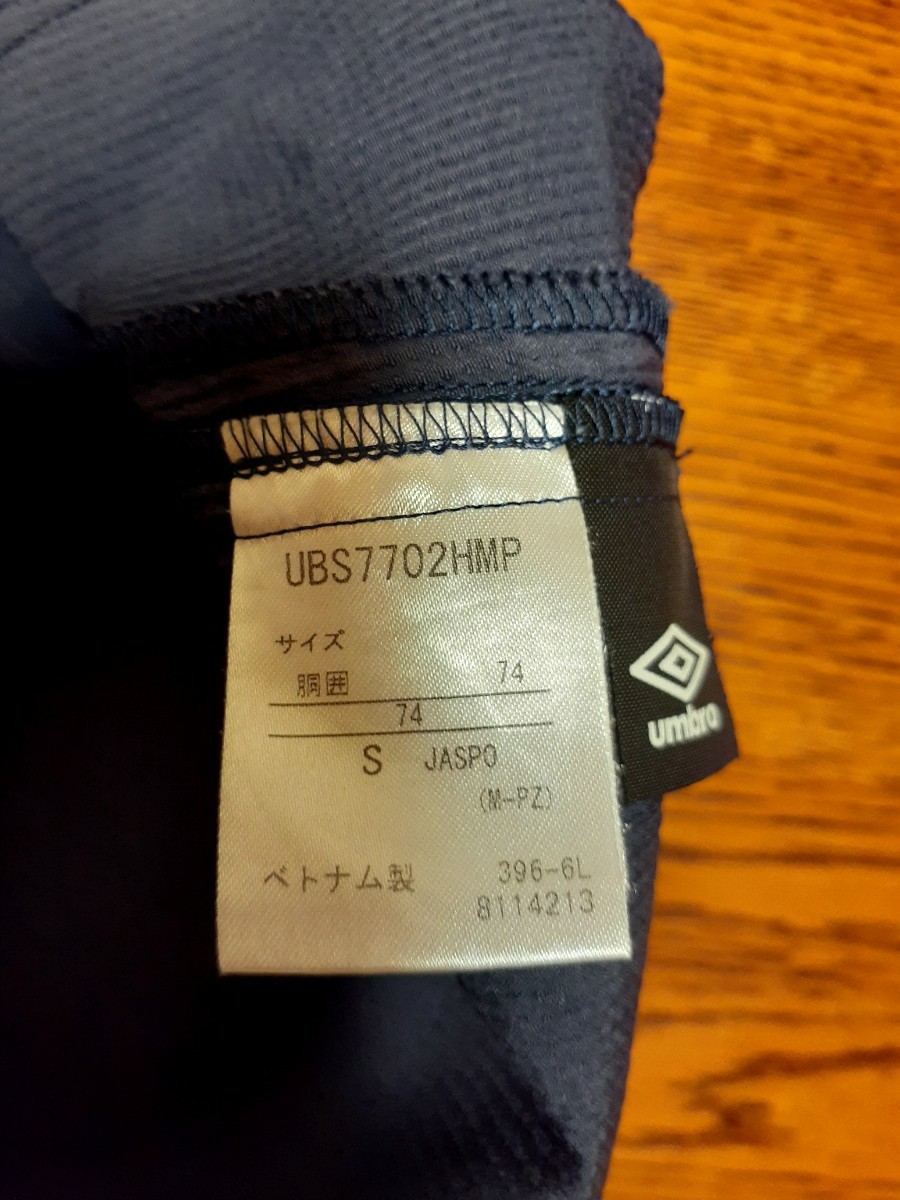 UBS7702HMP
サイズ
胴囲 74
74
S JASPO
(M-PZ)
ベトナム製 396-6L
8114213
umbro